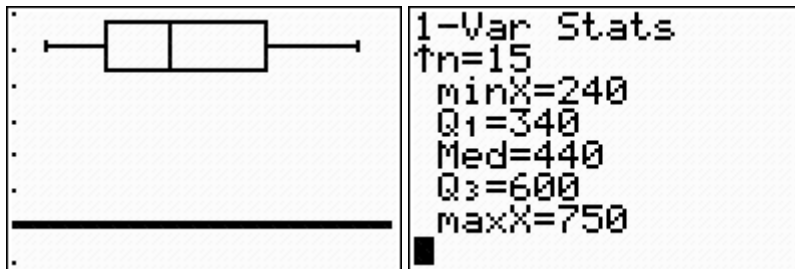 1-Var Stats
↑n=15
minX=240
Q₁=340
Med=440
Q₃=600
maxX=750